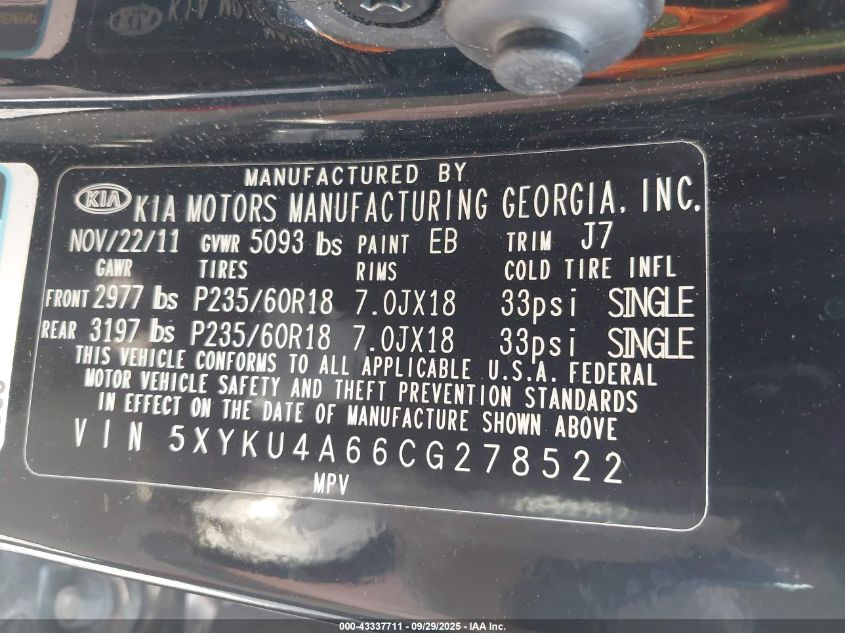 MANUFACTURED BY
KIA KIA MOTORS MANUFACTURING GEORGIA, INC.
NOV/22/11 GVWR 5093 lbs PAINT EB TRIM J7
GAWR TIRES RIMS COLD TIRE INFL
FRONT 2977 lbs P235/60R18 7.0JX18 33psi SINGLE
REAR 3197 lbs P235/60R18 7.0JX18 33psi SINGLE
THIS VEHICLE CONFORMS TO ALL APPLICABLE U.S.A. FEDERAL
MOTOR VEHICLE SAFETY AND THEFT PREVENTION STANDARDS
IN EFFECT ON THE DATE OF MANUFACTURE SHOWN ABOVE
VIN 5XYKU4A66CG278522
MPV
000-43337711 - 09/29/2025 - IAA Inc.